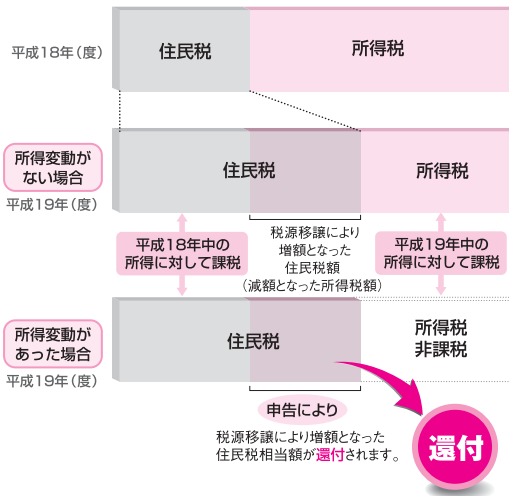 平成18年(度)
住民税
所得税
所得変動が
ない場合
平成19年(度)
住民税
所得税
平成18年中の
所得に対して課税
税源移譲により
増額となった
住民税額
(減額となった所得税額)
平成19年中の
所得に対して課税
所得変動が
あった場合
平成19年(度)
住民税
所得税
非課税
申告により
税源移譲により増額となった
住民税相当額が還付されます。
還付